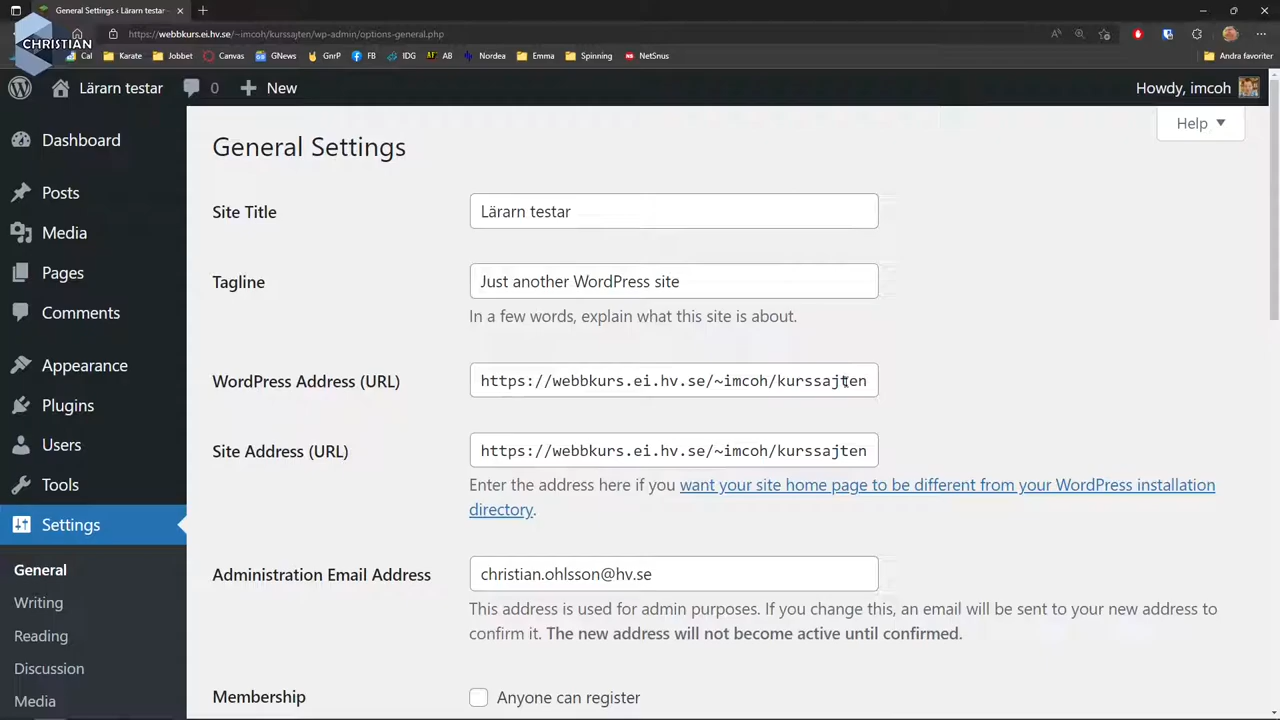 General Settings ‹ Lärarn testar
https://webbkurs.ei.hv.se/~imcoh/kurssajten/wp-admin/options-general.php
CHRISTIAN
Cal Karate Jobbet Canvas GNews GnrP FB IDG AB Nordea Emma Spinning NetSnus Andra favoriter
Lärarn testar 0 New Howdy, imcoh
Help
Dashboard
Posts
Media
Pages
Comments
Appearance
Plugins
Users
Tools
Settings
General
Writing
Reading
Discussion
Media
General Settings
Site Title Lärarn testar
Tagline Just another WordPress site
In a few words, explain what this site is about.
WordPress Address (URL) https://webbkurs.ei.hv.se/~imcoh/kurssajten
Site Address (URL) https://webbkurs.ei.hv.se/~imcoh/kurssajten
Enter the address here if you want your site home page to be different from your WordPress installation
directory.
Administration Email Address christian.ohlsson@hv.se
This address is used for admin purposes. If you change this, an email will be sent to your new address to
confirm it. The new address will not become active until confirmed.
Membership Anyone can register